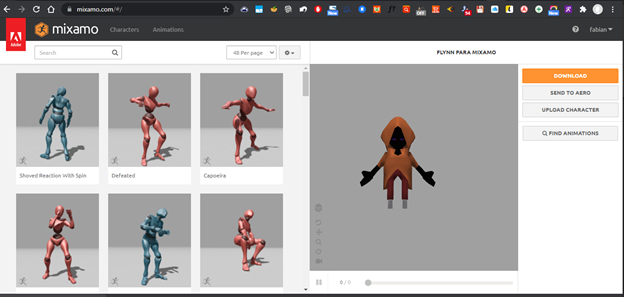 mixamo.com/#/
Adobe
mixamo
Characters
Animations
fabian
Search
48 Per page
FLYNN PARA MIXAMO
DOWNLOAD
SEND TO AERO
UPLOAD CHARACTER
FIND ANIMATIONS
Shoved Reaction With Spin
Defeated
Capoeira
0 / 0